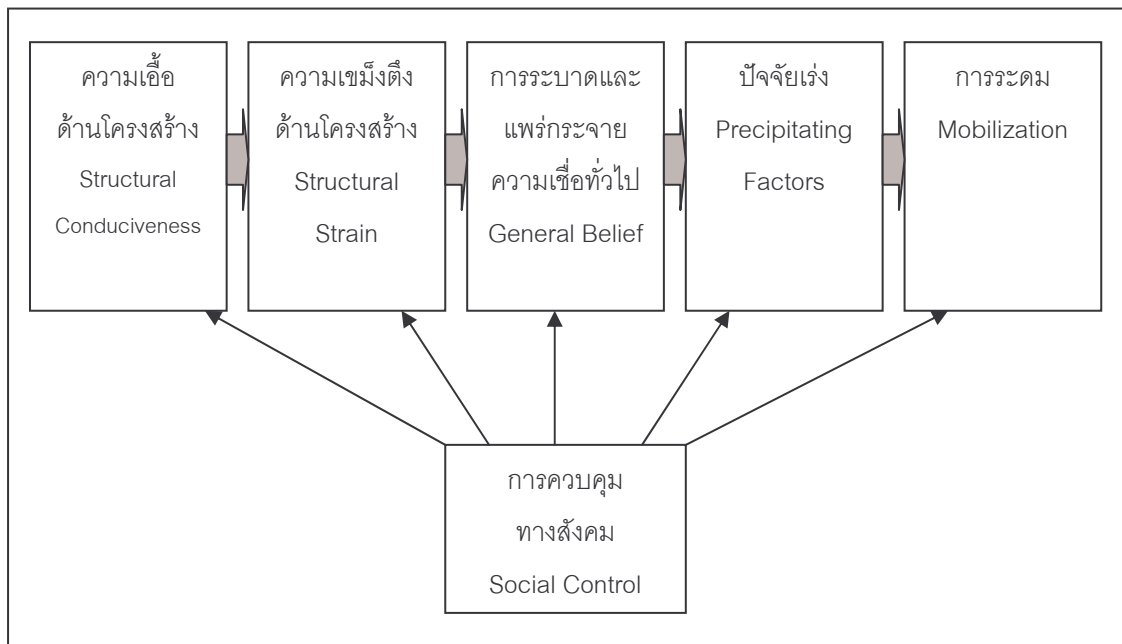 ความเอื้อ
ด้านโครงสร้าง
Structural
Conduciveness
ความเขม็งตึง
ด้านโครงสร้าง
Structural
Strain
การระบาดและ
แพร่กระจาย
ความเชื่อทั่วไป
General Belief
ปัจจัยเร่ง
Precipitating
Factors
การระดม
Mobilization
การควบคุม
ทางสังคม
Social Control